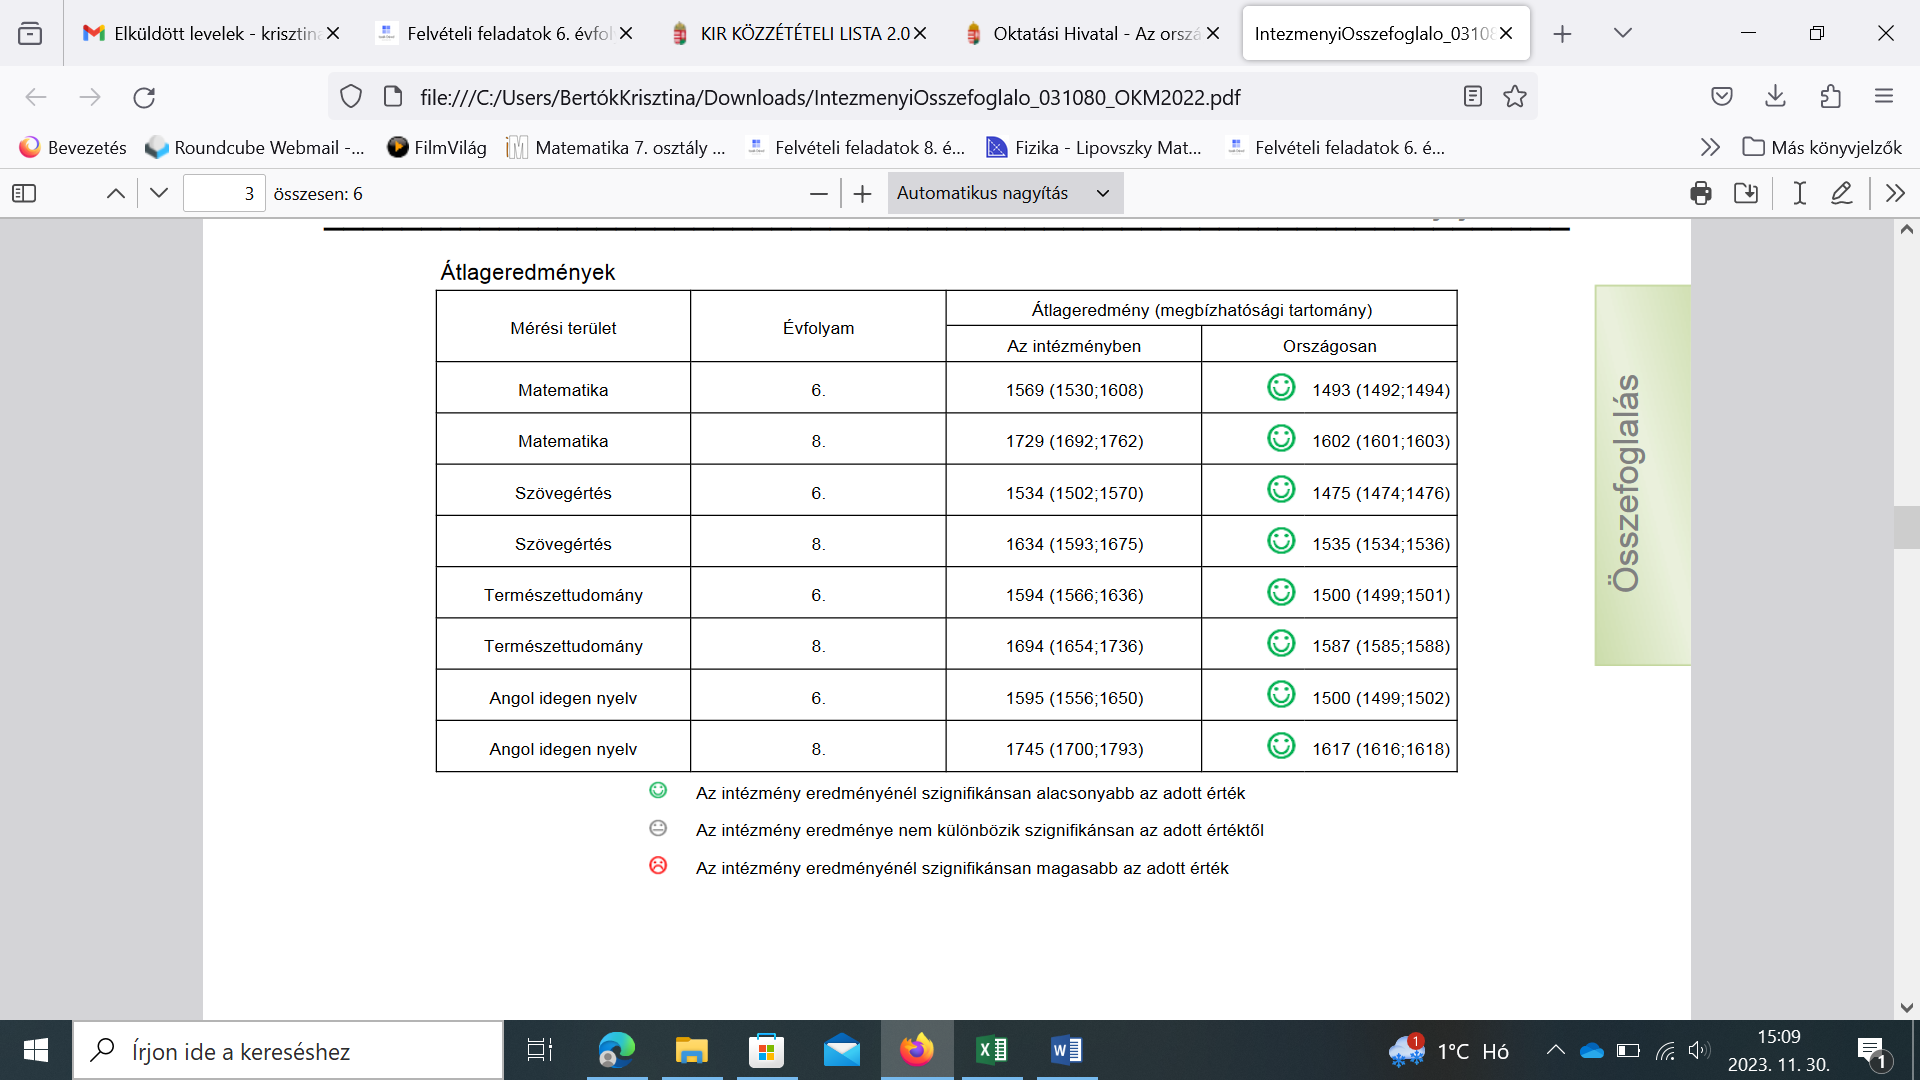 Elküldött levelek - krisztina
Felvételi feladatok 6. évfol
KIR KÖZZÉTÉTELI LISTA 2.0
Oktatási Hivatal - Az orszá
IntezmenyiOsszefoglalo_03108
file:///C:/Users/BertókKrisztina/Downloads/IntezmenyiOsszefoglalo_031080_OKM2022.pdf
Bevezetés
Roundcube Webmail -...
FilmVilág
Matematika 7. osztály ...
Felvételi feladatok 8. é...
Fizika - Lipovszky Mat...
Felvételi feladatok 6. é...
Más könyvjelzők
3 összesen: 6
Automatikus nagyítás
Átlageredmények
Mérési terület Évfolyam Átlageredmény (megbízhatósági tartomány)
Az intézményben Országosan
Matematika 6. 1569 (1530;1608) 1493 (1492;1494)
Matematika 8. 1729 (1692;1762) 1602 (1601;1603)
Szövegértés 6. 1534 (1502;1570) 1475 (1474;1476)
Szövegértés 8. 1634 (1593;1675) 1535 (1534;1536)
Természettudomány 6. 1594 (1566;1636) 1500 (1499;1501)
Természettudomány 8. 1694 (1654;1736) 1587 (1585;1588)
Angol idegen nyelv 6. 1595 (1556;1650) 1500 (1499;1502)
Angol idegen nyelv 8. 1745 (1700;1793) 1617 (1616;1618)
Az intézmény eredményénél szignifikánsan alacsonyabb az adott érték
Az intézmény eredménye nem különbözik szignifikánsan az adott értéktől
Az intézmény eredményénél szignifikánsan magasabb az adott érték
Összefoglalás
Írjon ide a kereséshez
1
1°C Hó
15:09
2023. 11. 30.
1